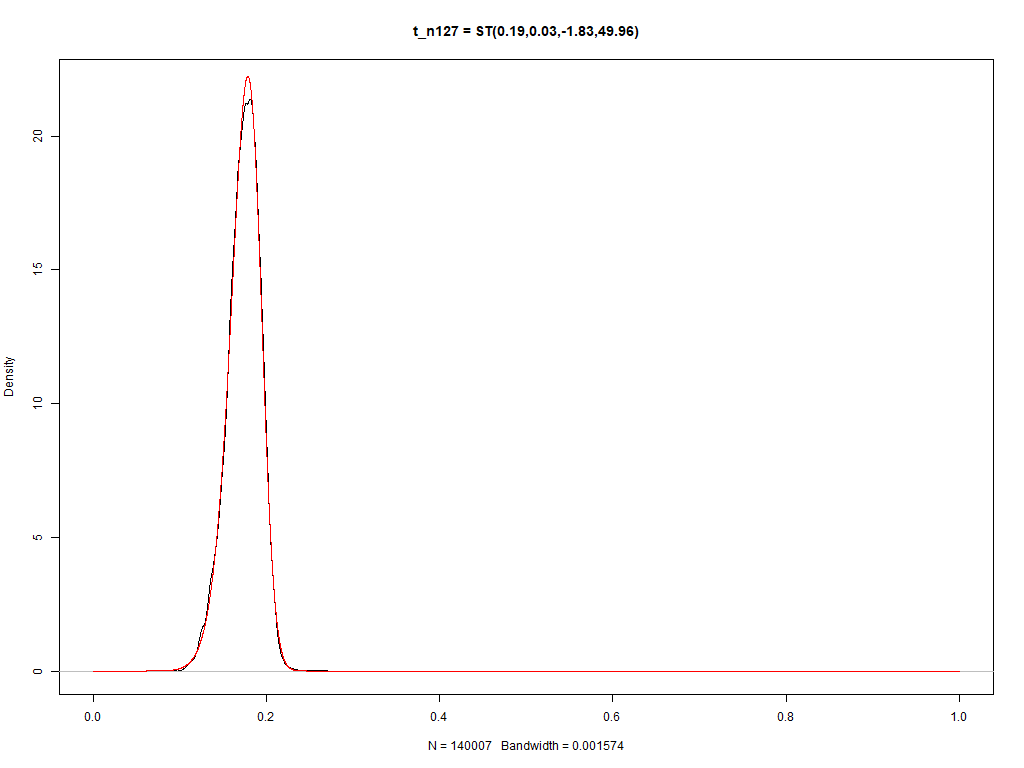 t_n127 = ST(0.19,0.03,-1.83,49.96)
Density
20
15
10
5
0
0.0 0.2 0.4 0.6 0.8 1.0
N = 140007 Bandwidth = 0.001574